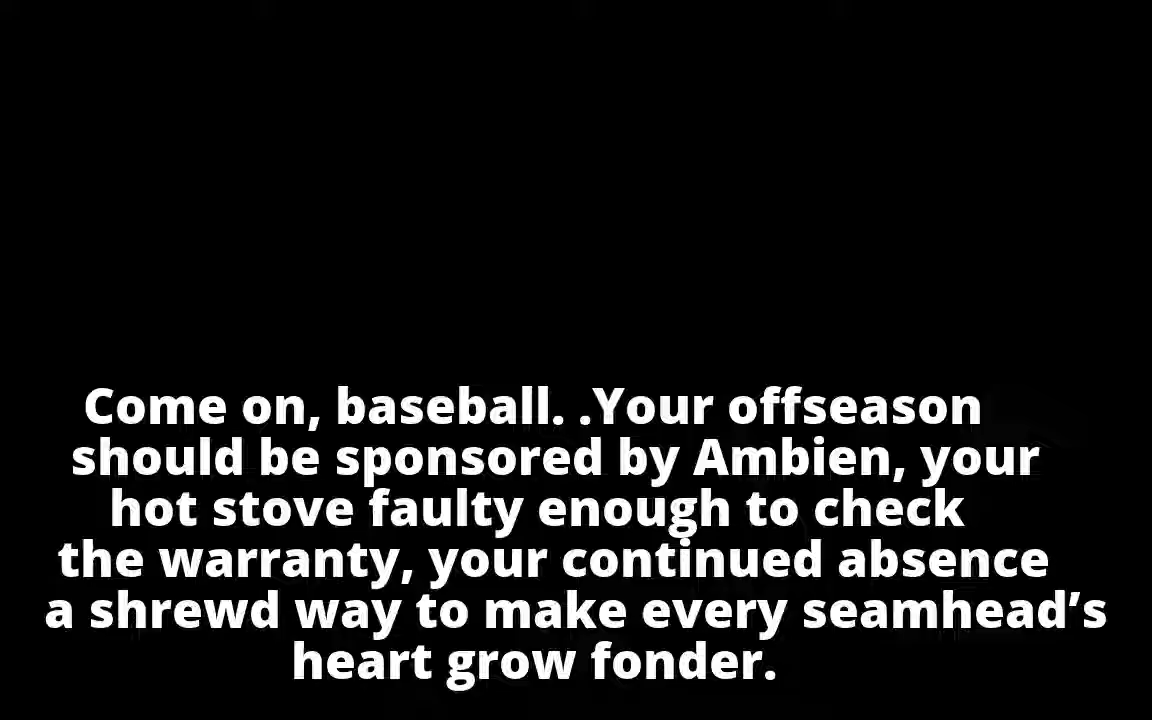 Come on, baseball. .Your offseason
should be sponsored by Ambien, your
hot stove faulty enough to check
the warranty, your continued absence
a shrewd way to make every seamhead’s
heart grow fonder.